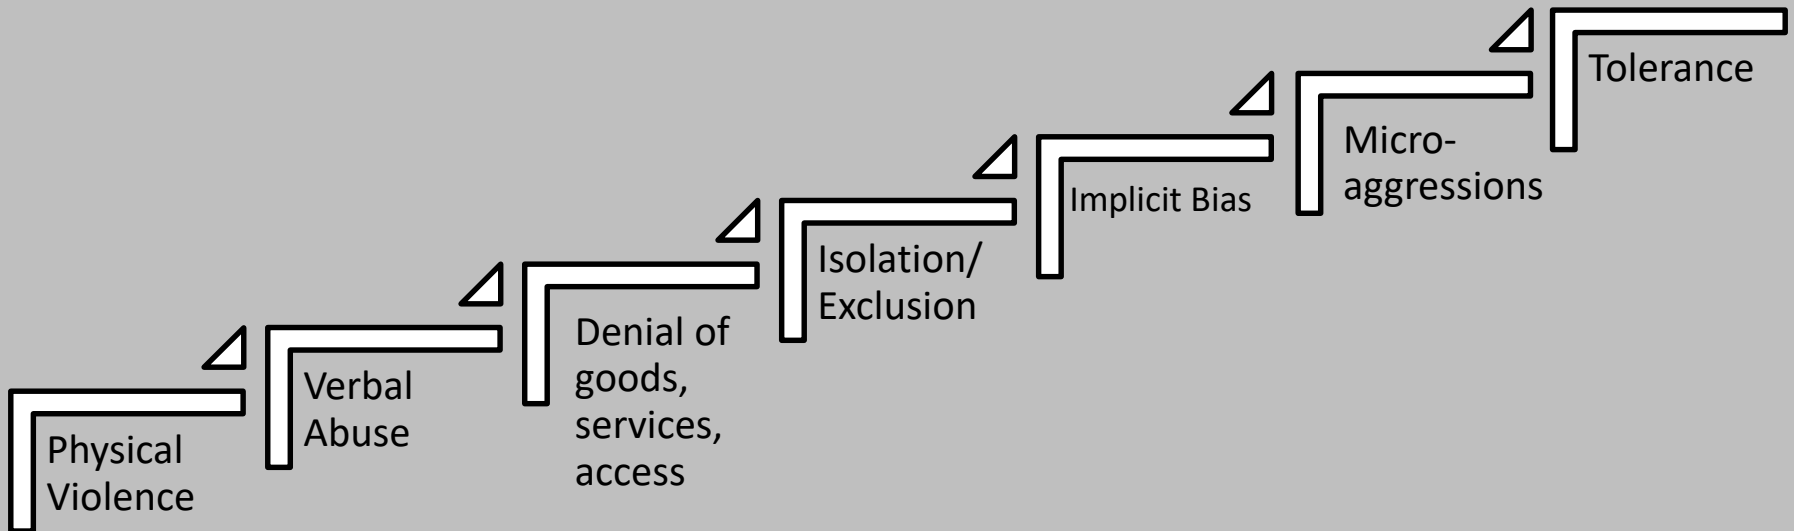 Physical
Violence
Verbal
Abuse
Denial of
goods,
services,
access
Isolation/
Exclusion
Implicit Bias
Micro-
aggressions
Tolerance